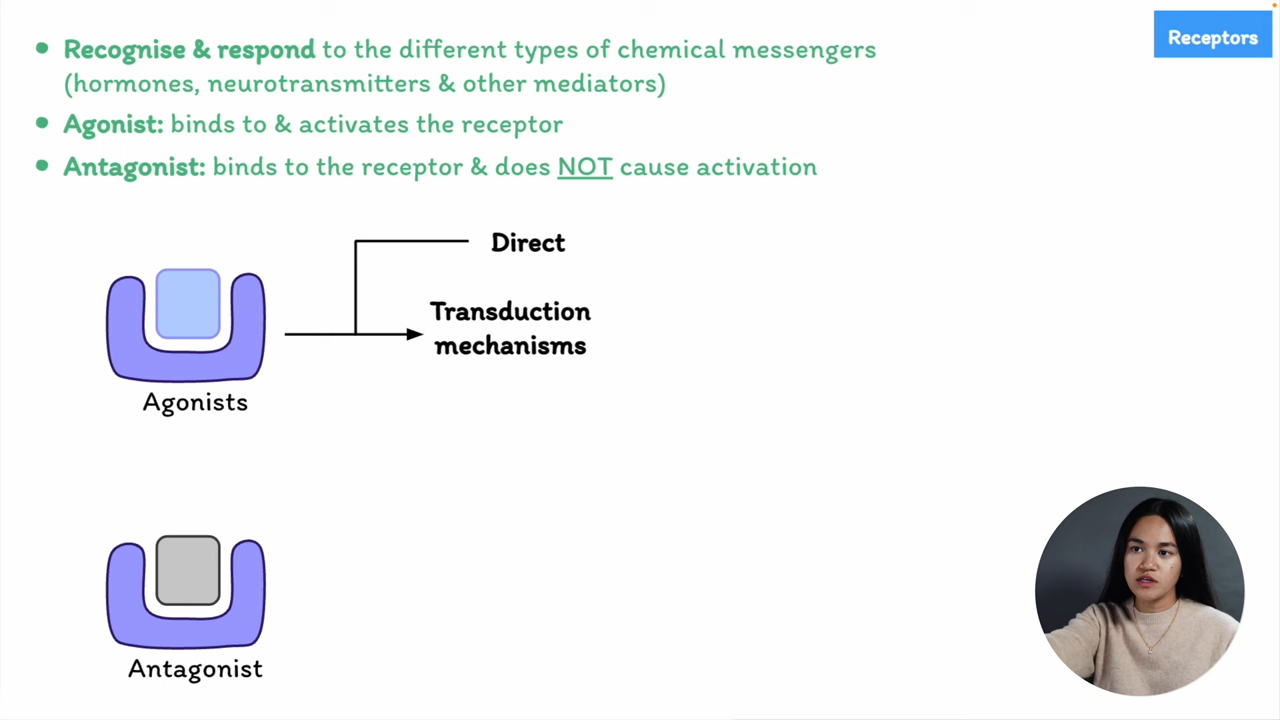 Receptors
• Recognise & respond to the different types of chemical messengers
(hormones, neurotransmitters & other mediators)
• Agonist: binds to & activates the receptor
• Antagonist: binds to the receptor & does NOT cause activation
Direct
Transduction
mechanisms
Agonists
Antagonist